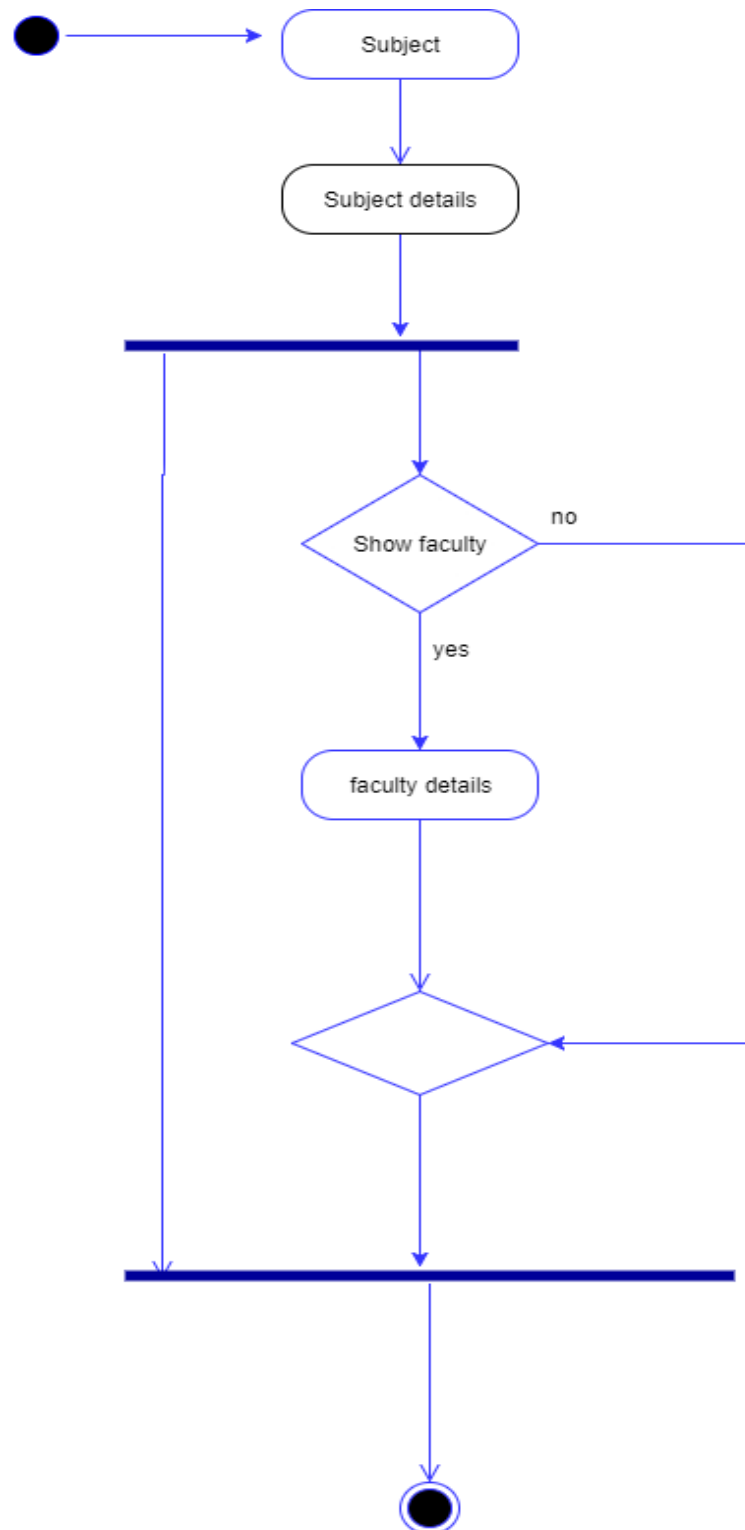 Subject
Subject details
Show faculty
no
yes
faculty details